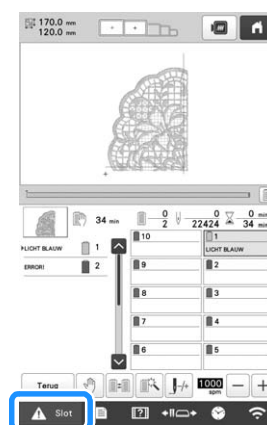 170.0 mm
120.0 mm
34 min
0
2
0
22424
0 min
34 min
LICHT BLAUW 1
ERROR! 2
10
1
LICHT BLAUW
9
2
8
3
7
4
6
5
Terug
1000
spm
Slot